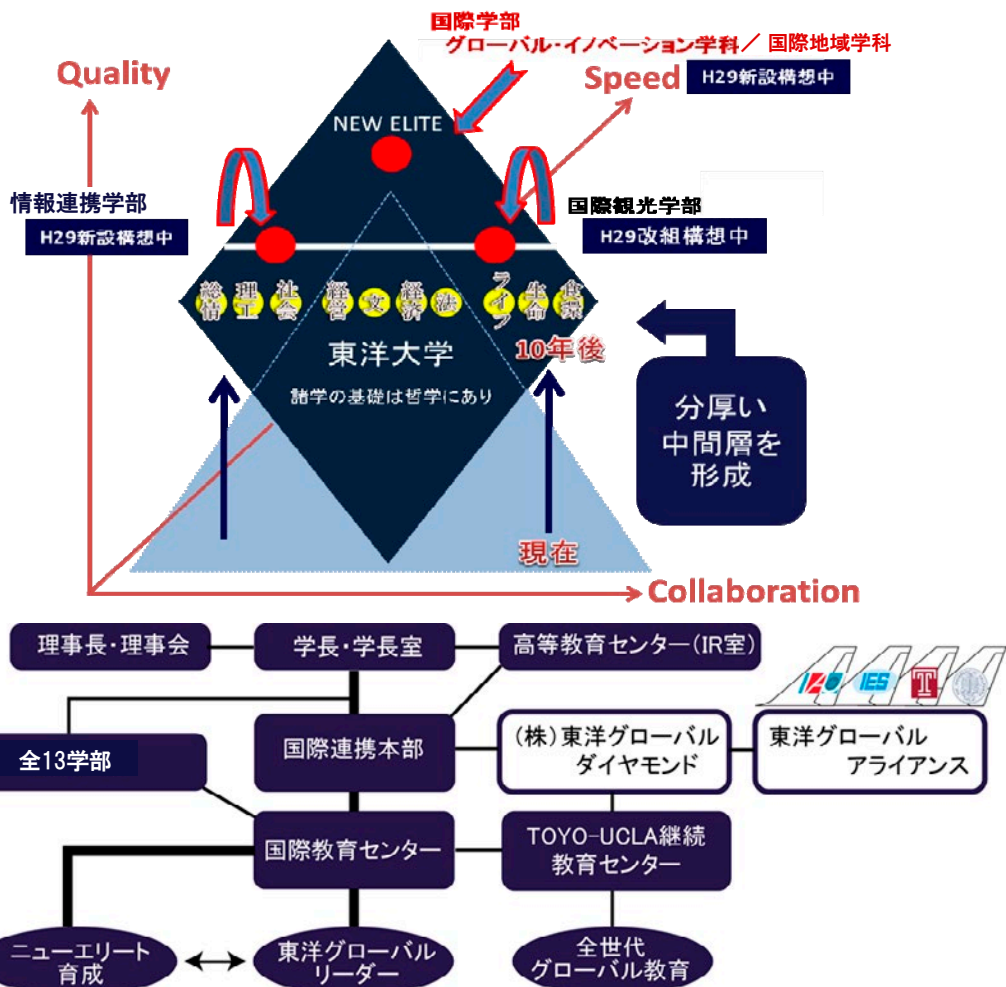 国際学部
グローバル・イノベーション学科／国際地域学科
Quality
Speed
H29新設構想中
NEW ELITE
情報連携学部
H29新設構想中
国際観光学部
H29改組構想中
総情
理工
社会
経営
文
経済
法
ライフ
生命
食環
東洋大学
10年後
諸学の基礎は哲学にあり
分厚い
中間層を
形成
現在
Collaboration
理事長・理事会
学長・学長室
高等教育センター(IR室)
IES
T
全13学部
国際連携本部
(株)東洋グローバル
ダイヤモンド
東洋グローバル
アライアンス
国際教育センター
TOYO-UCLA継続
教育センター
ニューエリート
育成
東洋グローバル
リーダー
全世代
グローバル教育